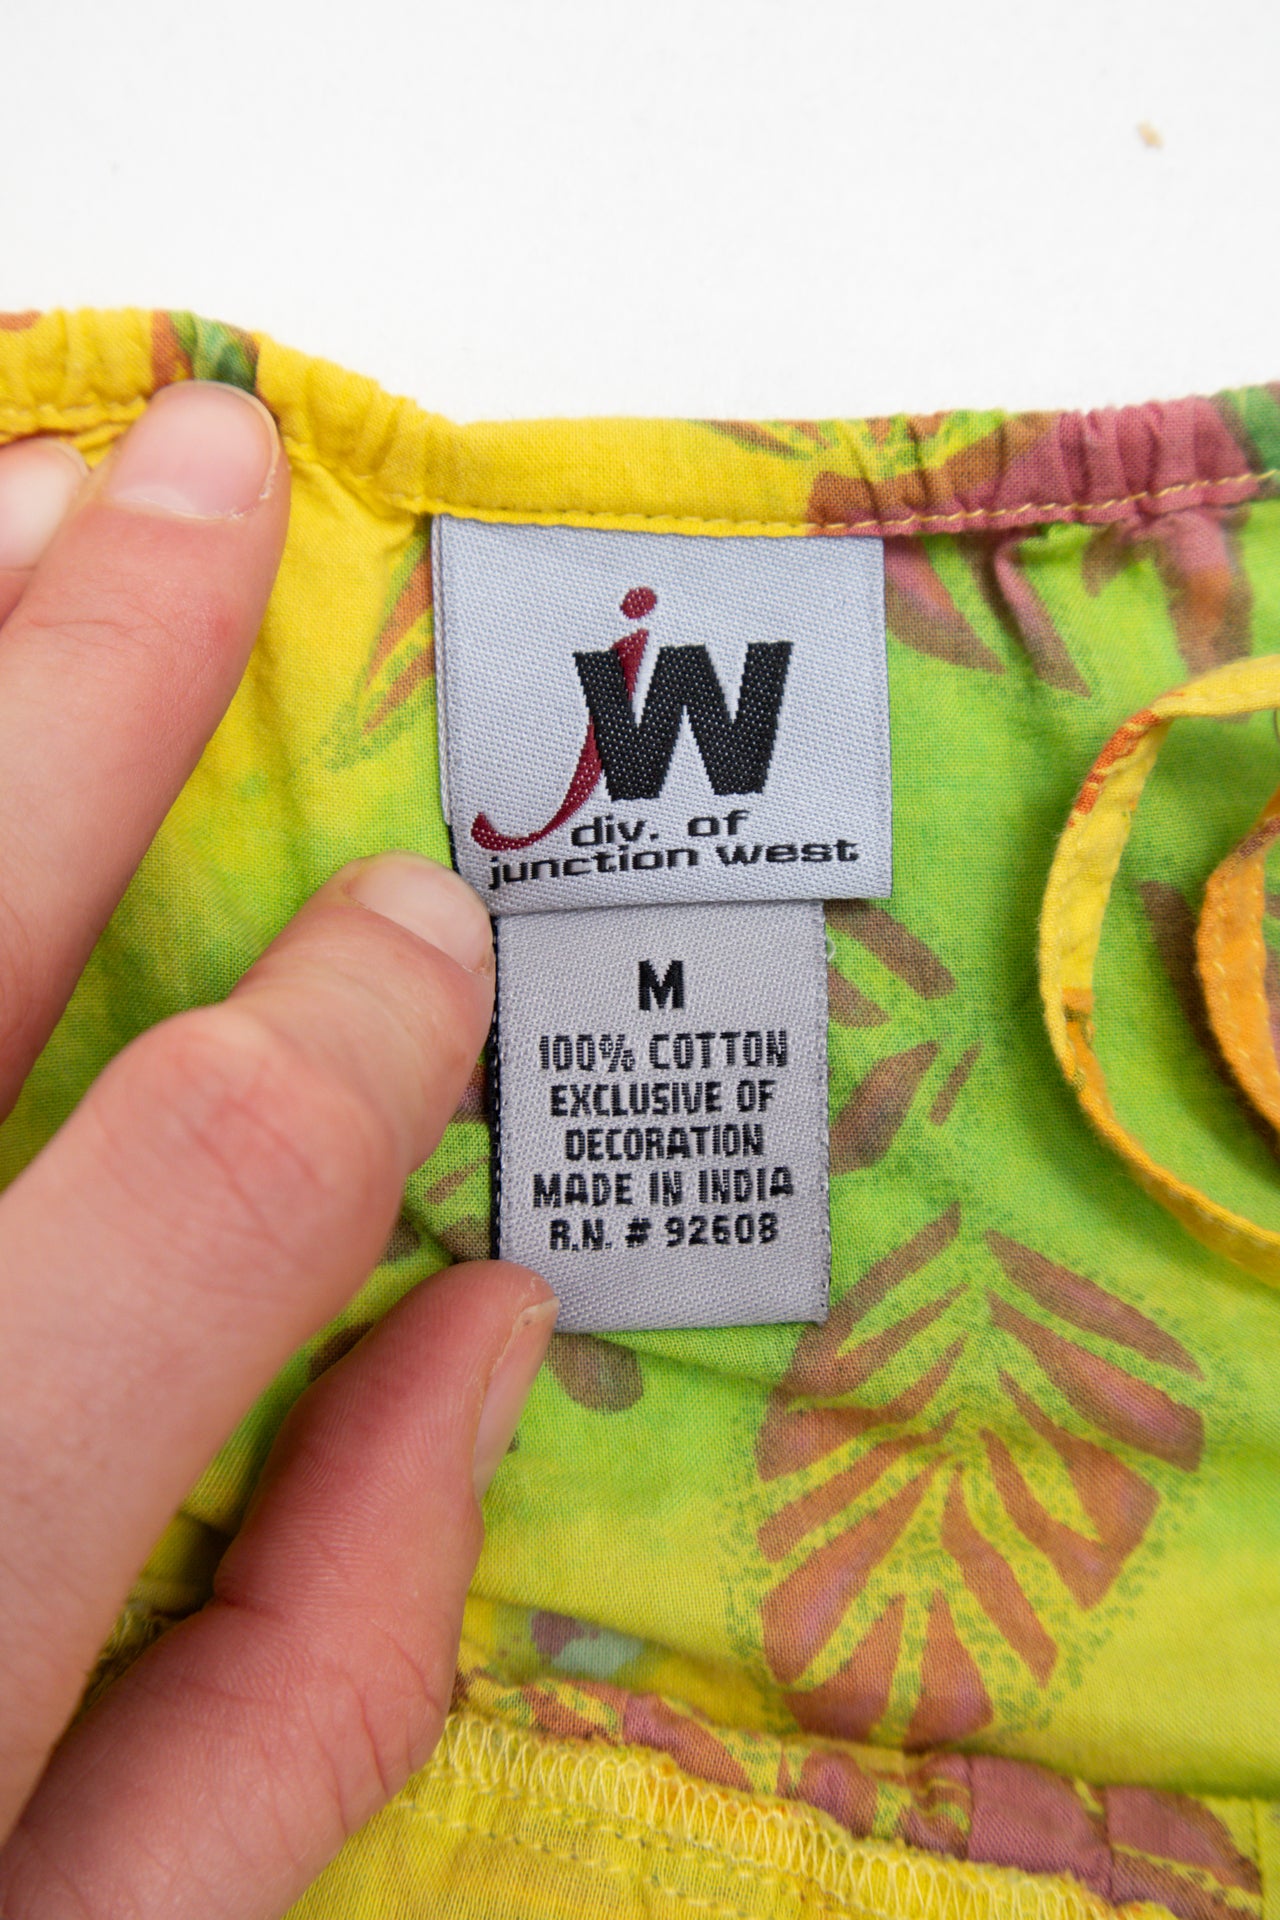 jW
div. of
junction west
M
100% COTTON
EXCLUSIVE OF
DECORATION
MADE IN INDIA
R.N. # 92608